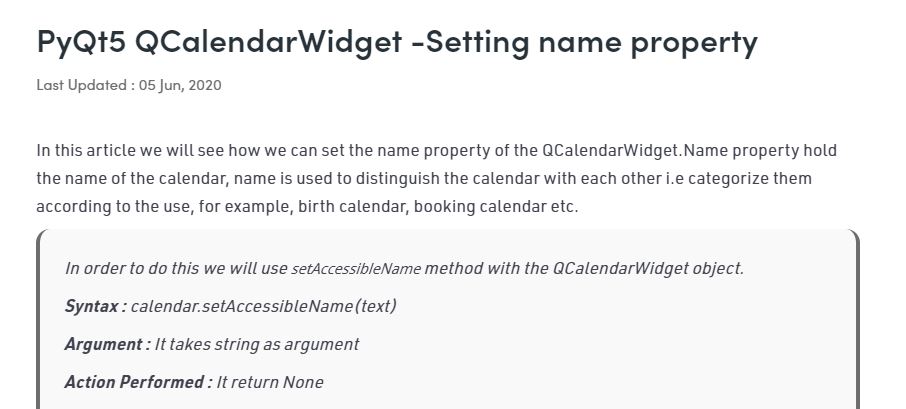 PyQt5 QCalendarWidget -Setting name property
Last Updated : 05 Jun, 2020
In this article we will see how we can set the name property of the QCalendarWidget.Name property hold
the name of the calendar, name is used to distinguish the calendar with each other i.e categorize them
according to the use, for example, birth calendar, booking calendar etc.
In order to do this we will use setAccessibleName method with the QCalendarWidget object.
Syntax : calendar.setAccessibleName(text)
Argument : It takes string as argument
Action Performed : It return None